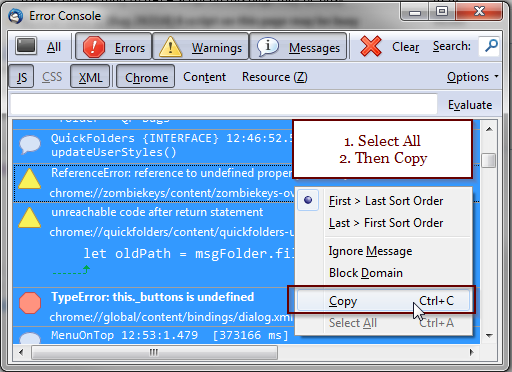 Error Console
All
Errors
Warnings
Messages
Clear
Search:
JS
CSS
XML
Chrome
Content
Resource (Z)
Options
Evaluate
QuickFolders {INTERFACE} 12:46:52.5
updateUserStyles()
ReferenceError: reference to undefined proper
chrome://zombiekeys/content/zombiekeys-ov
unreachable code after return statement
chrome://quickfolders/content/quickfolders-u
let oldPath = msgFolder.fil
TypeError: this._buttons is undefined
chrome://global/content/bindings/dialog.xml
MenuOnTop 12:53:1.479 [373166 ms]
1. Select All
2. Then Copy
First > Last Sort Order
Last > First Sort Order
Ignore Message
Block Domain
Copy Ctrl+C
Select All Ctrl+A